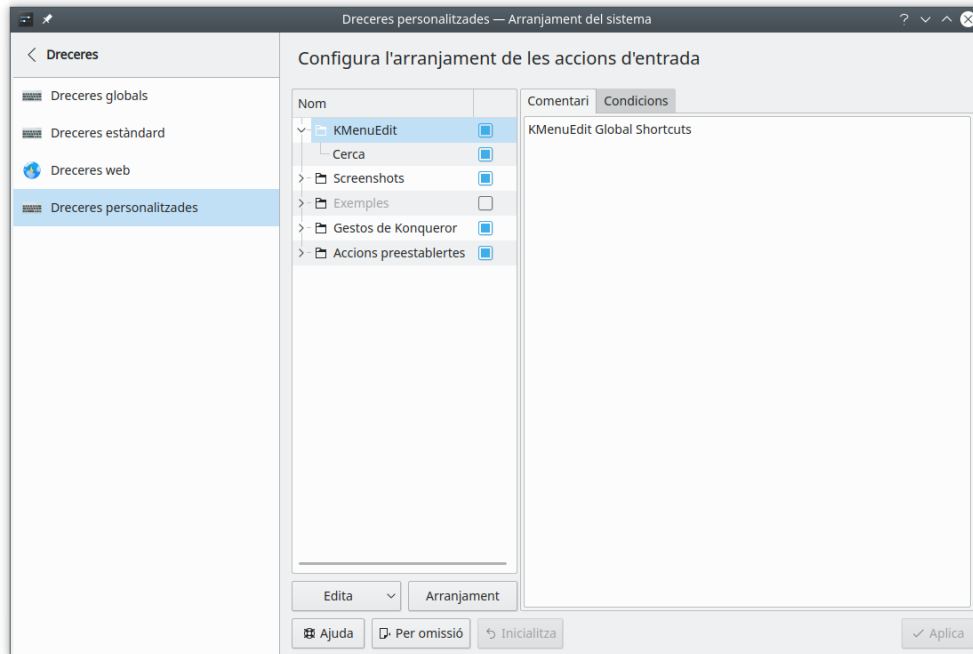 Dreceres personalitzades — Arranjament del sistema
?
Dreceres
Dreceres globals
Dreceres estàndard
Dreceres web
Dreceres personalitzades
Configura l'arranjament de les accions d'entrada
Nom
KMenuEdit
Cerca
Screenshots
Exemples
Gestos de Konqueror
Accions preestablertes
Edita
Arranjament
Comentari
Condicions
KMenuEdit Global Shortcuts
Ajuda
Per omissió
Inicialitza
Aplica